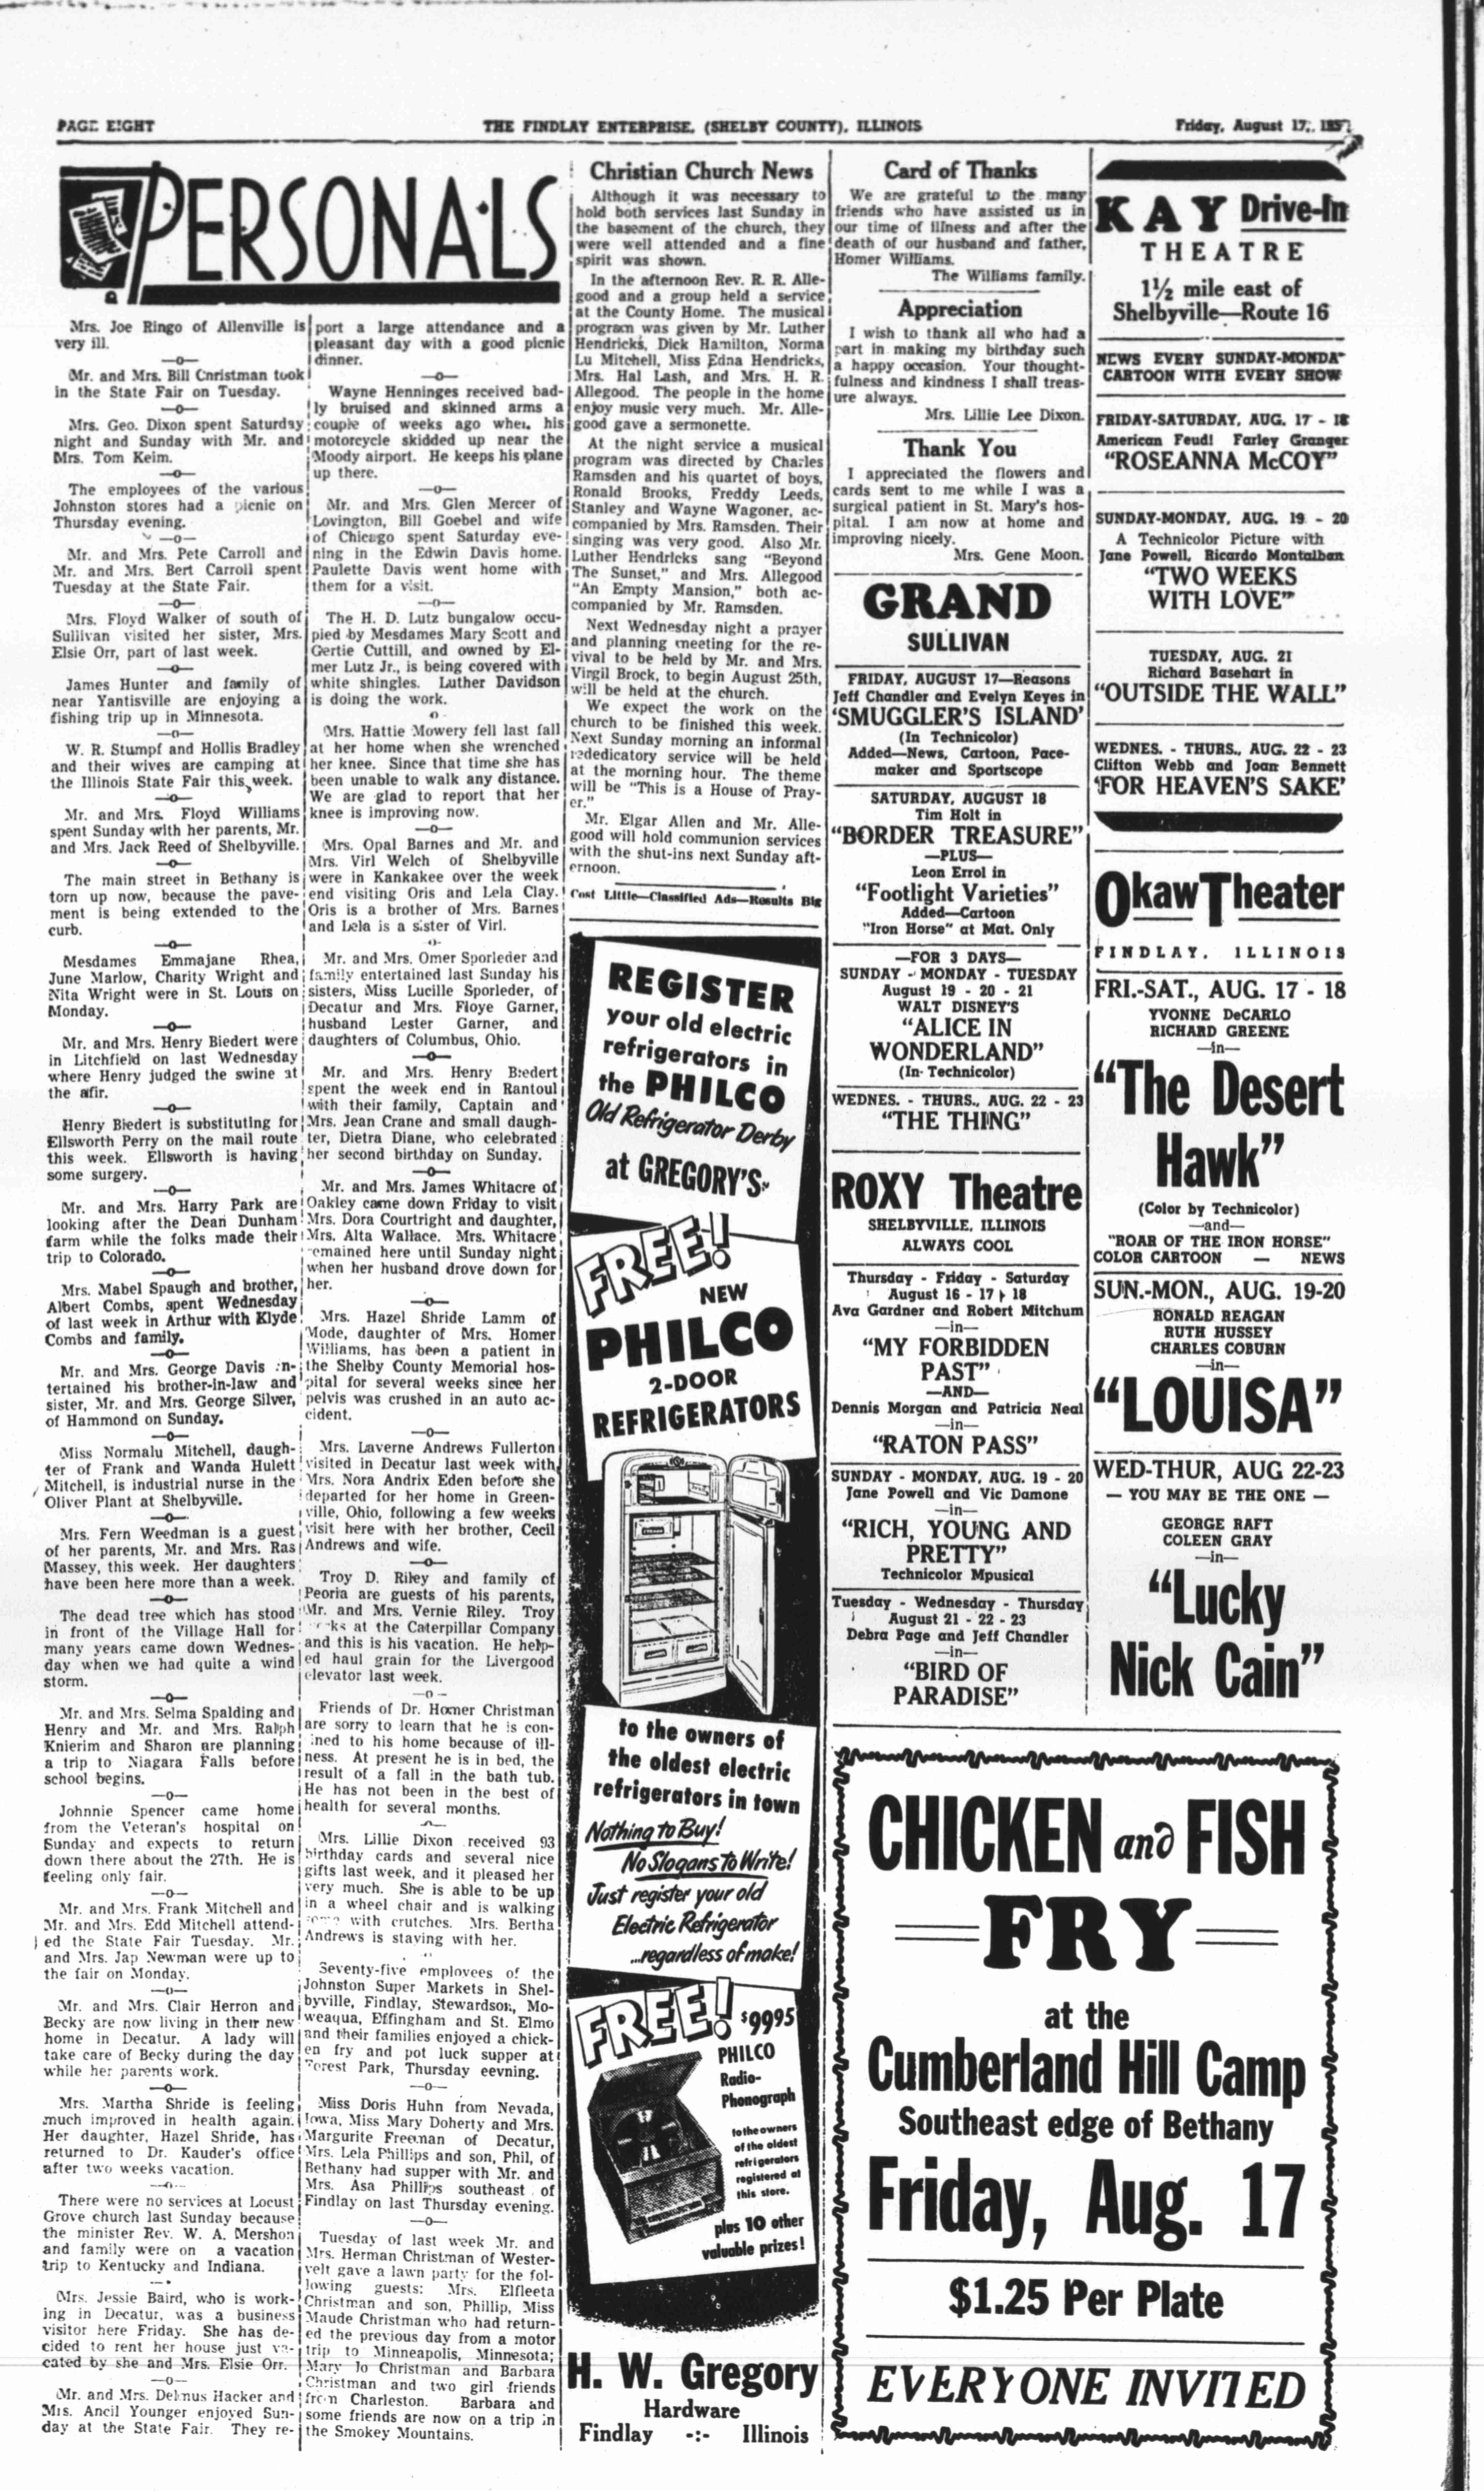 PAGE EIGHT
THE FINDLAY ENTERPRISE, (SHELBY COUNTY), ILLINOIS
Friday, August 17,
PERSONALS
Mrs. Joe Ringo of Allenville is
very ill.
—o—
Mr. and Mrs. Bill Christman took
in the State Fair on Tuesday.
—o—
Mrs. Geo. Dixon spent Saturday
night and Sunday with Mr. and
Mrs. Tom Keim.
—o—
The employees of the various
Johnston stores had a picnic on
Thursday evening.
—o—
Mr. and Mrs. Pete Carroll and
Mr. and Mrs. Bert Carroll spent
Tuesday at the State Fair.
—o—
Mrs. Floyd Walker of south of
Sullivan visited her sister, Mrs.
Elsie Orr, part of last week.
—o—
James Hunter and family of
near Yantisville are enjoying a
fishing trip up in Minnesota.
—o—
W. R. Stumpf and Hollis Bradley
and their wives are camping at
the Illinois State Fair this week.
—o—
Mr. and Mrs. Floyd Williams
spent Sunday with her parents, Mr.
and Mrs. Jack Reed of Shelbyville.
—o—
The main street in Bethany is
torn up now, because the pave-
ment is being extended to the
curb.
—o—
Mesdames Emmajane Rhea,
June Marlow, Charity Wright and
Nita Wright were in St. Louis on
Monday.
—o—
Mr. and Mrs. Henry Biedert were
in Litchfield on last Wednesday
where Henry judged the swine at
the afir.
—o—
Henry Biedert is substituting for
Ellsworth Perry on the mail route
this week. Ellsworth is having
some surgery.
—o—
Mr. and Mrs. Harry Park are
looking after the Dean Dunham
farm while the folks made their
trip to Colorado.
—o—
Mrs. Mabel Spaugh and brother,
Albert Combs, spent Wednesday
of last week in Arthur with Klyde
Combs and family.
—o—
Mr. and Mrs. George Davis en-
tertained his brother-in-law and
sister, Mr. and Mrs. George Silver,
of Hammond on Sunday.
—o—
Miss Normalu Mitchell, daugh-
ter of Frank and Wanda Hulett
Mitchell, is industrial nurse in the
Oliver Plant at Shelbyville.
—o—
Mrs. Fern Weedman is a guest
of her parents, Mr. and Mrs. Ras
Massey, this week. Her daughters
have been here more than a week.
—o—
The dead tree which has stood
in front of the Village Hall for
many years came down Wednes-
day when we had quite a wind
storm.
—o—
Mr. and Mrs. Selma Spalding and
Henry and Mr. and Mrs. Ralph
Knierim and Sharon are planning
a trip to Niagara Falls before
school begins.
—o—
Johnnie Spencer came home
from the Veteran's hospital on
Sunday and expects to return
down there about the 27th. He is
feeling only fair.
—o—
Mr. and Mrs. Frank Mitchell and
Mr. and Mrs. Edd Mitchell attend-
ed the State Fair Tuesday. Mr.
and Mrs. Jap Newman were up to
the fair on Monday.
—o—
Mr. and Mrs. Clair Herron and
Becky are now living in their new
home in Decatur. A lady will
take care of Becky during the day
while her parents work.
—o—
Mrs. Martha Shride is feeling
much improved in health again.
Her daughter, Hazel Shride, has
returned to Dr. Kauder's office
after two weeks vacation.
—o—
There were no services at Locust
Grove church last Sunday because
the minister Rev. W. A. Mershon
and family were on a vacation
trip to Kentucky and Indiana.
Mrs. Jessie Baird, who is work-
ing in Decatur, was a business
visitor here Friday. She has de-
cided to rent her house just va-
cated by she and Mrs. Elsie Orr.
—o—
Mr. and Mrs. Delmus Hacker and
Mrs. Ancil Younger enjoyed Sun-
day at the State Fair. They re-
port a large attendance and a
pleasant day with a good picnic
dinner.
—o—
Wayne Henninges received bad-
ly bruised and skinned arms a
couple of weeks ago when his
motorcycle skidded up near the
Moody airport. He keeps his plane
up there.
—o—
Mr. and Mrs. Glen Mercer of
Lovington, Bill Goebel and wife
of Chicago spent Saturday eve-
ning in the Edwin Davis home.
Paulette Davis went home with
them for a visit.
—o—
The H. D. Lutz bungalow occu-
pied by Mesdames Mary Scott and
Gertie Cuttill, and owned by El-
mer Lutz Jr., is being covered with
white shingles. Luther Davidson
is doing the work.
Mrs. Hattie Mowery fell last fall
at her home when she wrenched
her knee. Since that time she has
been unable to walk any distance.
We are glad to report that her
knee is improving now.
—o—
Mrs. Opal Barnes and Mr. and
Mrs. Virl Welch of Shelbyville
were in Kankakee over the week
end visiting Oris and Lela Clay.
Oris is a brother of Mrs. Barnes
and Lela is a sister of Virl.
Mr. and Mrs. Omer Sporleder and
family entertained last Sunday his
sisters, Miss Lucille Sporleder, of
Decatur and Mrs. Floye Garner,
husband Lester Garner, and
daughters of Columbus, Ohio.
—o—
Mr. and Mrs. Henry Biedert
spent the week end in Rantoul
with their family, Captain and
Mrs. Jean Crane and small daugh-
ter, Dietra Diane, who celebrated
her second birthday on Sunday.
—o—
Mr. and Mrs. James Whitacre of
Oakley came down Friday to visit
Mrs. Dora Courtright and daughter,
Mrs. Alta Wallace. Mrs. Whitacre
remained here until Sunday night
when her husband drove down for
her.
—o—
Mrs. Hazel Shride Lamm of
Mode, daughter of Mrs. Homer
Williams, has been a patient in
the Shelby County Memorial hos-
pital for several weeks since her
pelvis was crushed in an auto ac-
cident.
—o—
Mrs. Laverne Andrews Fullerton
visited in Decatur last week with
Mrs. Nora Andrix Eden before she
departed for her home in Green-
ville, Ohio, following a few weeks
visit here with her brother, Cecil
Andrews and wife.
—o—
Troy D. Riley and family of
Peoria are guests of his parents,
Mr. and Mrs. Vernie Riley. Troy
at the Caterpillar Company
and this is his vacation. He help-
ed haul grain for the Livergood
elevator last week.
—o—
Friends of Dr. Homer Christman
are sorry to learn that he is con-
ined to his home because of ill-
ness. At present he is in bed, the
result of a fall in the bath tub.
He has not been in the best of
health for several months.
Mrs. Lillie Dixon received 93
birthday cards and several nice
gifts last week, and it pleased her
very much. She is able to be up
in a wheel chair and is walking
with crutches. Mrs. Bertha
Andrews is staying with her.
Seventy-five employees of the
Johnston Super Markets in Shel-
byville, Findlay, Stewardson, Mo-
weaqua, Effingham and St. Elmo
and their families enjoyed a chick-
en fry and pot luck supper at
Forest Park, Thursday eevning.
—o—
Miss Doris Huhn from Nevada,
Iowa, Miss Mary Doherty and Mrs.
Margurite Freeman of Decatur,
Mrs. Lela Phillips and son, Phil, of
Bethany had supper with Mr. and
Mrs. Asa Phillips southeast of
Findlay on last Thursday evening.
—o—
Tuesday of last week Mr. and
Mrs. Herman Christman of Wester-
velt gave a lawn party for the fol-
lowing guests: Mrs. Elfleeta
Christman and son, Phillip, Miss
Maude Christman who had return-
ed the previous day from a motor
trip to Minneapolis, Minnesota;
Mary Jo Christman and Barbara
Christman and two girl friends
from Charleston. Barbara and
some friends are now on a trip in
the Smokey Mountains.
Christian Church News
Although it was necessary to
hold both services last Sunday in
the basement of the church, they
were well attended and a fine
spirit was shown.
In the afternoon Rev. R. R. Alle-
good and a group held a service
at the County Home. The musical
program was given by Mr. Luther
Hendricks, Dick Hamilton, Norma
Lu Mitchell, Miss Edna Hendricks,
Mrs. Hal Lash, and Mrs. H. R.
Allegood. The people in the home
enjoy music very much. Mr. Alle-
good gave a sermonette.
At the night service a musical
program was directed by Charles
Ramsden and his quartet of boys,
Ronald Brooks, Freddy Leeds,
Stanley and Wayne Wagoner, ac-
companied by Mrs. Ramsden. Their
singing was very good. Also Mr.
Luther Hendricks sang "Beyond
The Sunset," and Mrs. Allegood
"An Empty Mansion," both ac-
companied by Mr. Ramsden.
Next Wednesday night a prayer
and planning meeting for the re-
vival to be held by Mr. and Mrs.
Virgil Brock, to begin August 25th,
will be held at the church.
We expect the work on the
church to be finished this week.
Next Sunday morning an informal
rededicatory service will be held
at the morning hour. The theme
will be "This is a House of Pray-
er."
Mr. Elgar Allen and Mr. Alle-
good will hold communion services
with the shut-ins next Sunday aft-
ernoon.
Cost Little—Classified Ads—Results Big
REGISTER
your old electric
refrigerators in
the PHILCO
Old Refrigerator Derby
at GREGORY'S
FREE!
NEW
PHILCO
2-DOOR
REFRIGERATORS
to the owners of
the oldest electric
refrigerators in town
Nothing to Buy!
No Slogans to Write!
Just register your old
Electric Refrigerator
...regardless of make!
FREE!
$99.95
PHILCO
Radio-
Phonograph
to the owners
of the oldest
refrigerators
registered at
this store.
plus 10 other
valuable prizes!
H. W. Gregory
Hardware
Findlay -:- Illinois
Card of Thanks
We are grateful to the many
friends who have assisted us in
our time of illness and after the
death of our husband and father,
Homer Williams.
The Williams family.
Appreciation
I wish to thank all who had a
part in making my birthday such
a happy occasion. Your thought-
fulness and kindness I shall treas-
ure always.
Mrs. Lillie Lee Dixon.
Thank You
I appreciated the flowers and
cards sent to me while I was a
surgical patient in St. Mary's hos-
pital. I am now at home and
improving nicely.
Mrs. Gene Moon.
GRAND
SULLIVAN
FRIDAY, AUGUST 17—Reasons
Jeff Chandler and Evelyn Keyes in
'SMUGGLER'S ISLAND'
(In Technicolor)
Added—News, Cartoon, Pace-
maker and Sportscope
SATURDAY, AUGUST 18
Tim Holt in
"BORDER TREASURE"
—PLUS—
Leon Errol in
"Footlight Varieties"
Added—Cartoon
"Iron Horse" at Mat. Only
—FOR 3 DAYS—
SUNDAY - MONDAY - TUESDAY
August 19 - 20 - 21
WALT DISNEY'S
"ALICE IN
WONDERLAND"
(In Technicolor)
WEDNES. - THURS., AUG. 22 - 23
"THE THING"
ROXY Theatre
SHELBYVILLE, ILLINOIS
ALWAYS COOL
Thursday - Friday - Saturday
August 16 - 17 - 18
Ava Gardner and Robert Mitchum
—in—
"MY FORBIDDEN
PAST"
—AND—
Dennis Morgan and Patricia Neal
—in—
"RATON PASS"
SUNDAY - MONDAY, AUG. 19 - 20
Jane Powell and Vic Damone
—in—
"RICH, YOUNG AND
PRETTY"
Technicolor Mpusical
Tuesday - Wednesday - Thursday
August 21 - 22 - 23
Debra Page and Jeff Chandler
—in—
"BIRD OF
PARADISE"
KAY Drive-In
THEATRE
1½ mile east of
Shelbyville—Route 16
NEWS EVERY SUNDAY-MONDAY
CARTOON WITH EVERY SHOW
FRIDAY-SATURDAY, AUG. 17 - 18
American Feud! Farley Granger
"ROSEANNA McCOY"
SUNDAY-MONDAY, AUG. 19 - 20
A Technicolor Picture with
Jane Powell, Ricardo Montalban
"TWO WEEKS
WITH LOVE"
TUESDAY, AUG. 21
Richard Basehart in
"OUTSIDE THE WALL"
WEDNES. - THURS., AUG. 22 - 23
Clifton Webb and Joan Bennett
'FOR HEAVEN'S SAKE'
Okaw Theater
FINDLAY, ILLINOIS
FRI.-SAT., AUG. 17 - 18
YVONNE DeCARLO
RICHARD GREENE
—in—
"The Desert
Hawk"
(Color by Technicolor)
—and—
"ROAR OF THE IRON HORSE"
COLOR CARTOON — NEWS
SUN.-MON., AUG. 19-20
RONALD REAGAN
RUTH HUSSEY
CHARLES COBURN
—in—
"LOUISA"
WED-THUR, AUG 22-23
— YOU MAY BE THE ONE —
GEORGE RAFT
COLEEN GRAY
—in—
"Lucky
Nick Cain"
CHICKEN and FISH
FRY
at the
Cumberland Hill Camp
Southeast edge of Bethany
Friday, Aug. 17
$1.25 Per Plate
EVERYONE INVITED